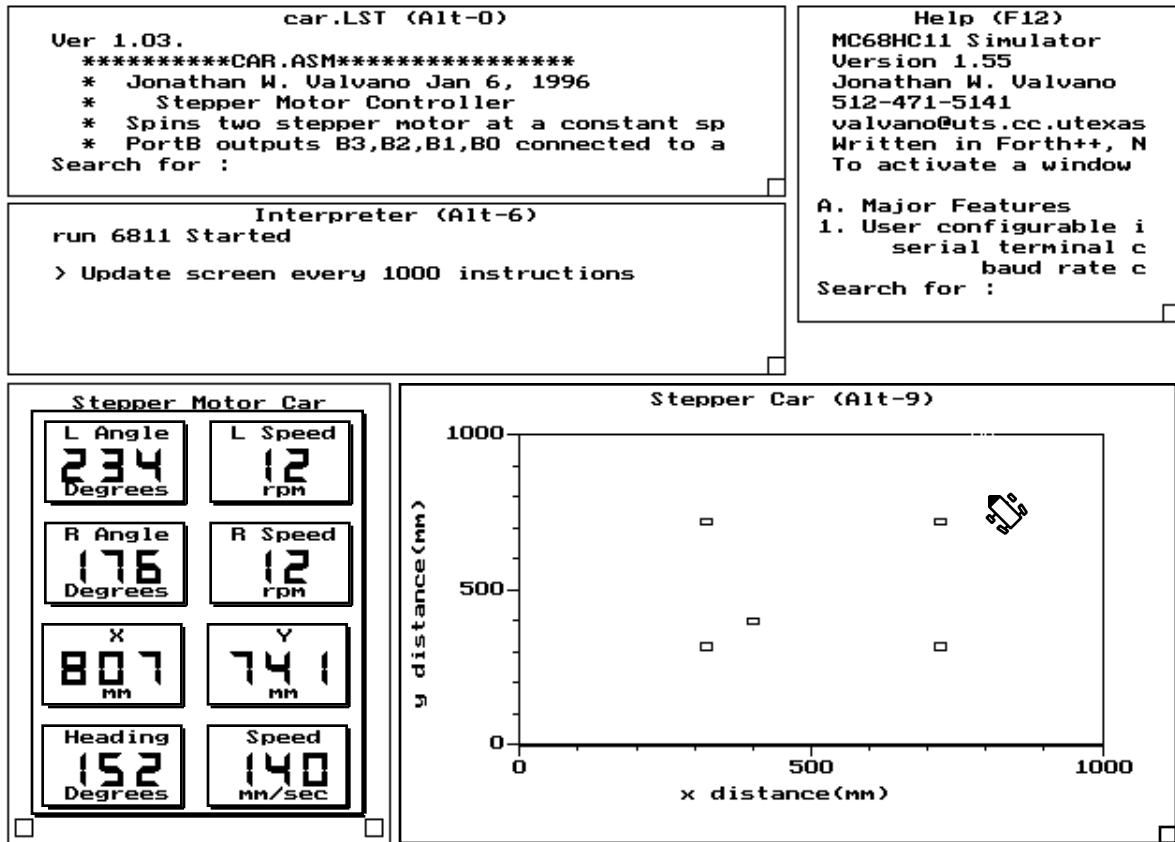 car.LST (Alt-0)
Ver 1.03.
**********CAR.ASM****************
* Jonathan W. Valvano Jan 6, 1996
* Stepper Motor Controller
* Spins two stepper motor at a constant sp
* PortB outputs B3,B2,B1,B0 connected to a
Search for :
Help (F12)
MC68HC11 Simulator
Version 1.55
Jonathan W. Valvano
512-471-5141
valvano@uts.cc.utexas
Written in Forth++, N
To activate a window
A. Major Features
1. User configurable i
serial terminal c
baud rate c
Search for :
Interpreter (Alt-6)
run 6811 Started
> Update screen every 1000 instructions
Stepper Motor Car
L Angle
234
Degrees
L Speed
12
rpm
R Angle
176
Degrees
R Speed
12
rpm
X
807
mm
Y
741
mm
Heading
152
Degrees
Speed
140
mm/sec
Stepper Car (Alt-9)
y distance(mm)
1000
500
0
0
500
1000
x distance(mm)